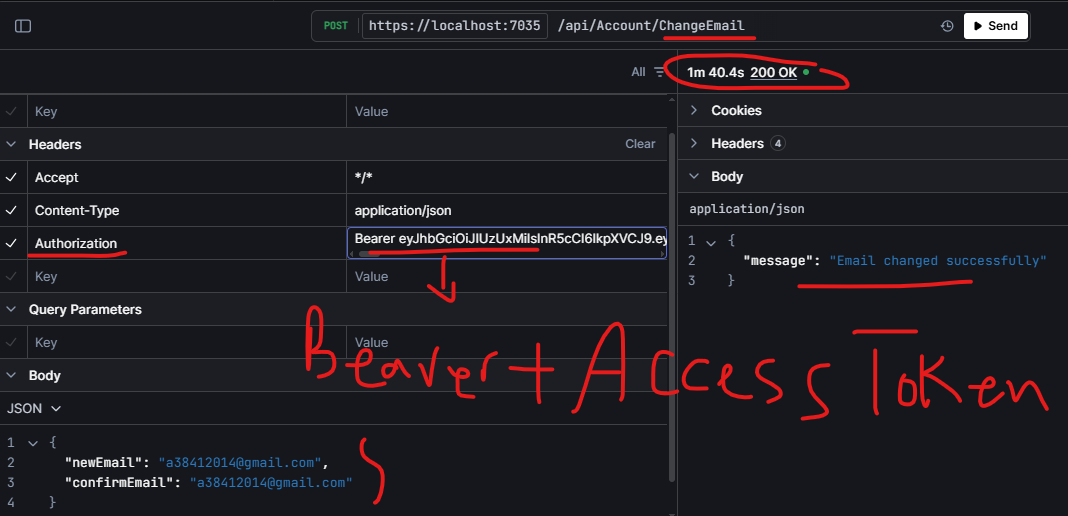 POST https://localhost:7035 /api/Account/ChangeEmail Send
All 1m 40.4s 200 OK
Key Value
Headers Clear
Accept */*
Content-Type application/json
Authorization Bearer eyJhbGciOiJIUzUxMiIsInR5cCI6IkpXVCJ9.ey
Key Value
Query Parameters
Key Value
Body
JSON
1 {
2 "newEmail": "a38412014@gmail.com",
3 "confirmEmail": "a38412014@gmail.com"
4 }
Cookies
Headers 4
Body
application/json
1 {
2 "message": "Email changed successfully"
3 }
Beaver + Access Token